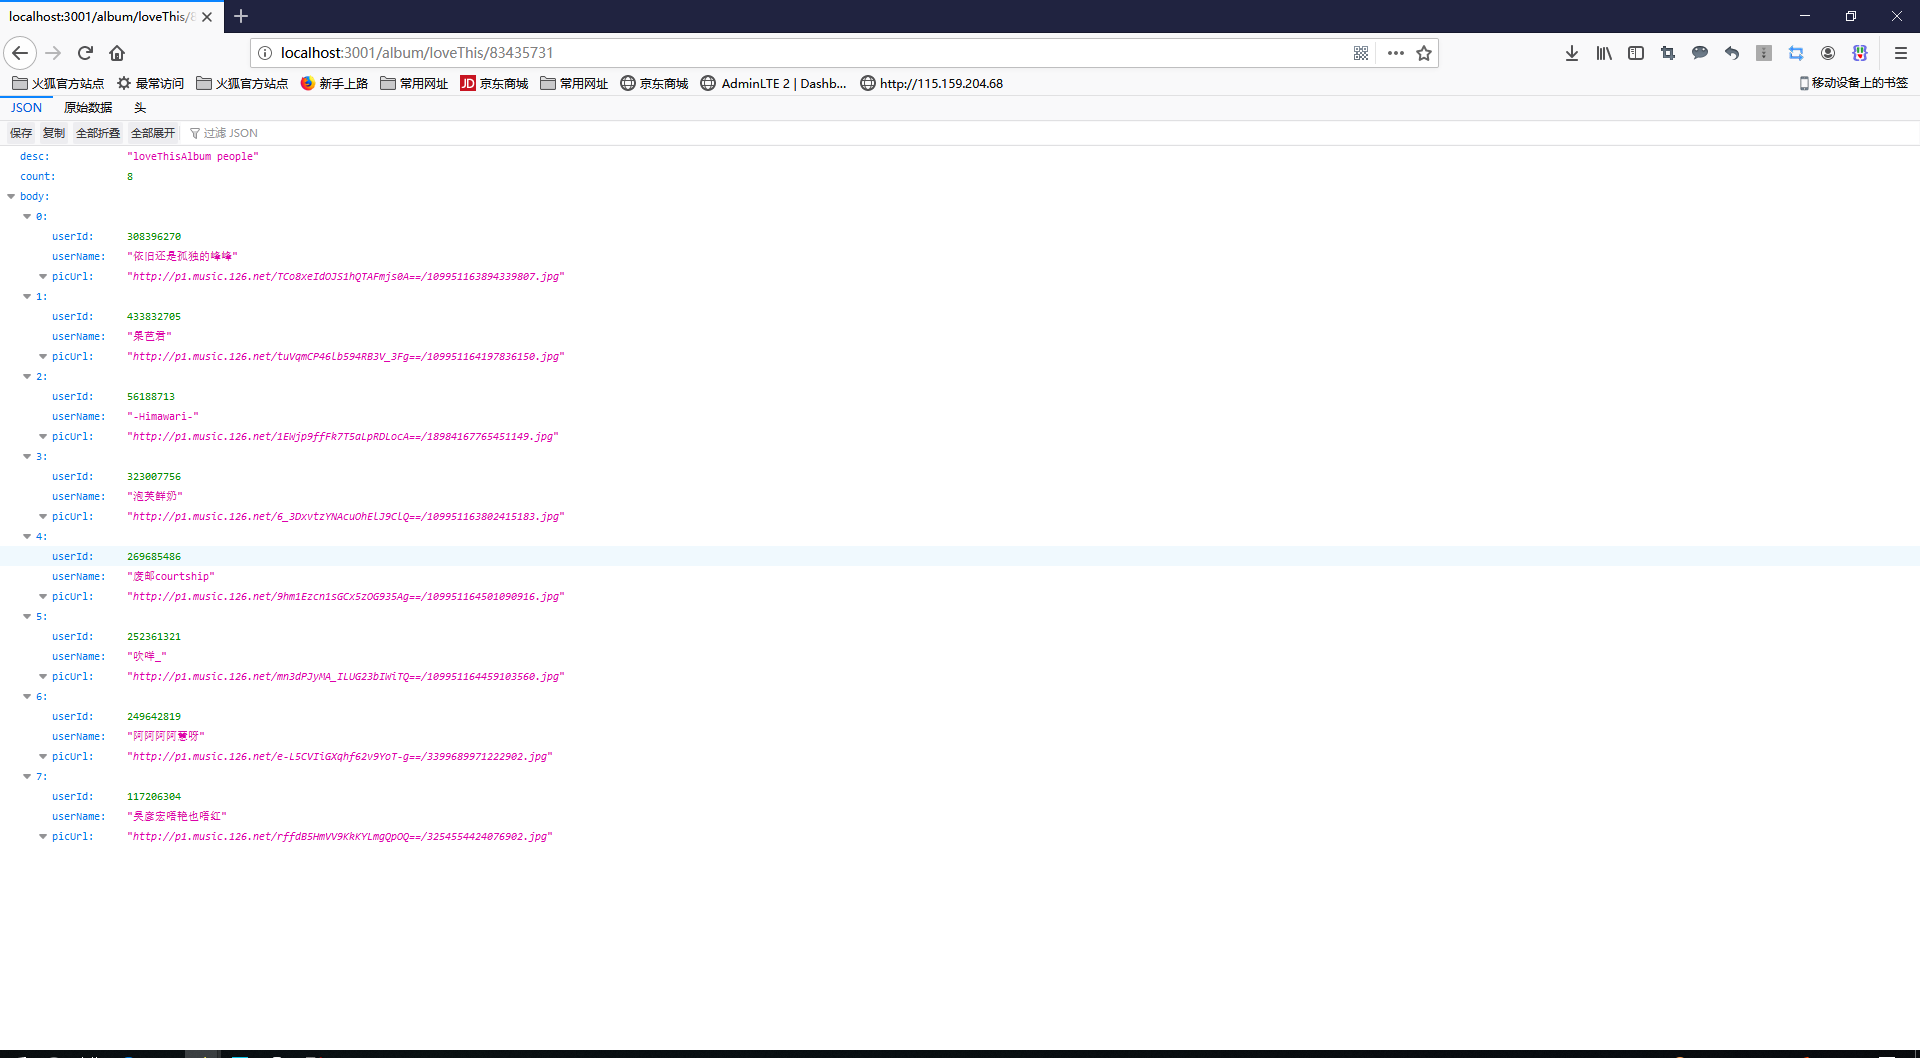 localhost:3001/album/loveThis/8
localhost:3001/album/loveThis/83435731
火狐官方站点 最常访问 火狐官方站点 新手上路 常用网址 JD 京东商城 常用网址 京东商城 AdminLTE 2 | Dashb... http://115.159.204.68 移动设备上的书签
JSON 原始数据 头
保存 复制 全部折叠 全部展开 过滤 JSON
desc: "loveThisAlbum people"
count: 8
body:
0:
userId: 308396270
userName: "依旧还是孤独的峰峰"
picUrl: "http://p1.music.126.net/TCo8xeIdOJS1hQTAFmjs0A==/109951163894339807.jpg"
1:
userId: 433832705
userName: "杲芭君"
picUrl: "http://p1.music.126.net/tuVqmCP46lb594RB3V_3Fg==/109951164197836150.jpg"
2:
userId: 56188713
userName: "-Himawari-"
picUrl: "http://p1.music.126.net/1EWjp9ffFk7T5aLpRDLocA==/18984167765451149.jpg"
3:
userId: 323007756
userName: "泡芙鲜奶"
picUrl: "http://p1.music.126.net/6_3DxvtzYNAcuOhElJ9ClQ==/109951163802415183.jpg"
4:
userId: 269685486
userName: "废邮courtship"
picUrl: "http://p1.music.126.net/9hm1Ezcn1sGCx5zOG935Ag==/109951164501090916.jpg"
5:
userId: 252361321
userName: "吹咩_"
picUrl: "http://p1.music.126.net/mn3dPJyMA_ILUG23bIWiTQ==/109951164459103560.jpg"
6:
userId: 249642819
userName: "阿阿阿阿慧呀"
picUrl: "http://p1.music.126.net/e-L5CVIiGXqhf62v9YoT-g==/3399689971222902.jpg"
7:
userId: 117206304
userName: "吴彦宏唔艳也唔红"
picUrl: "http://p1.music.126.net/rffdB5HmVV9KkKYLmgQpOQ==/3254554424076902.jpg"